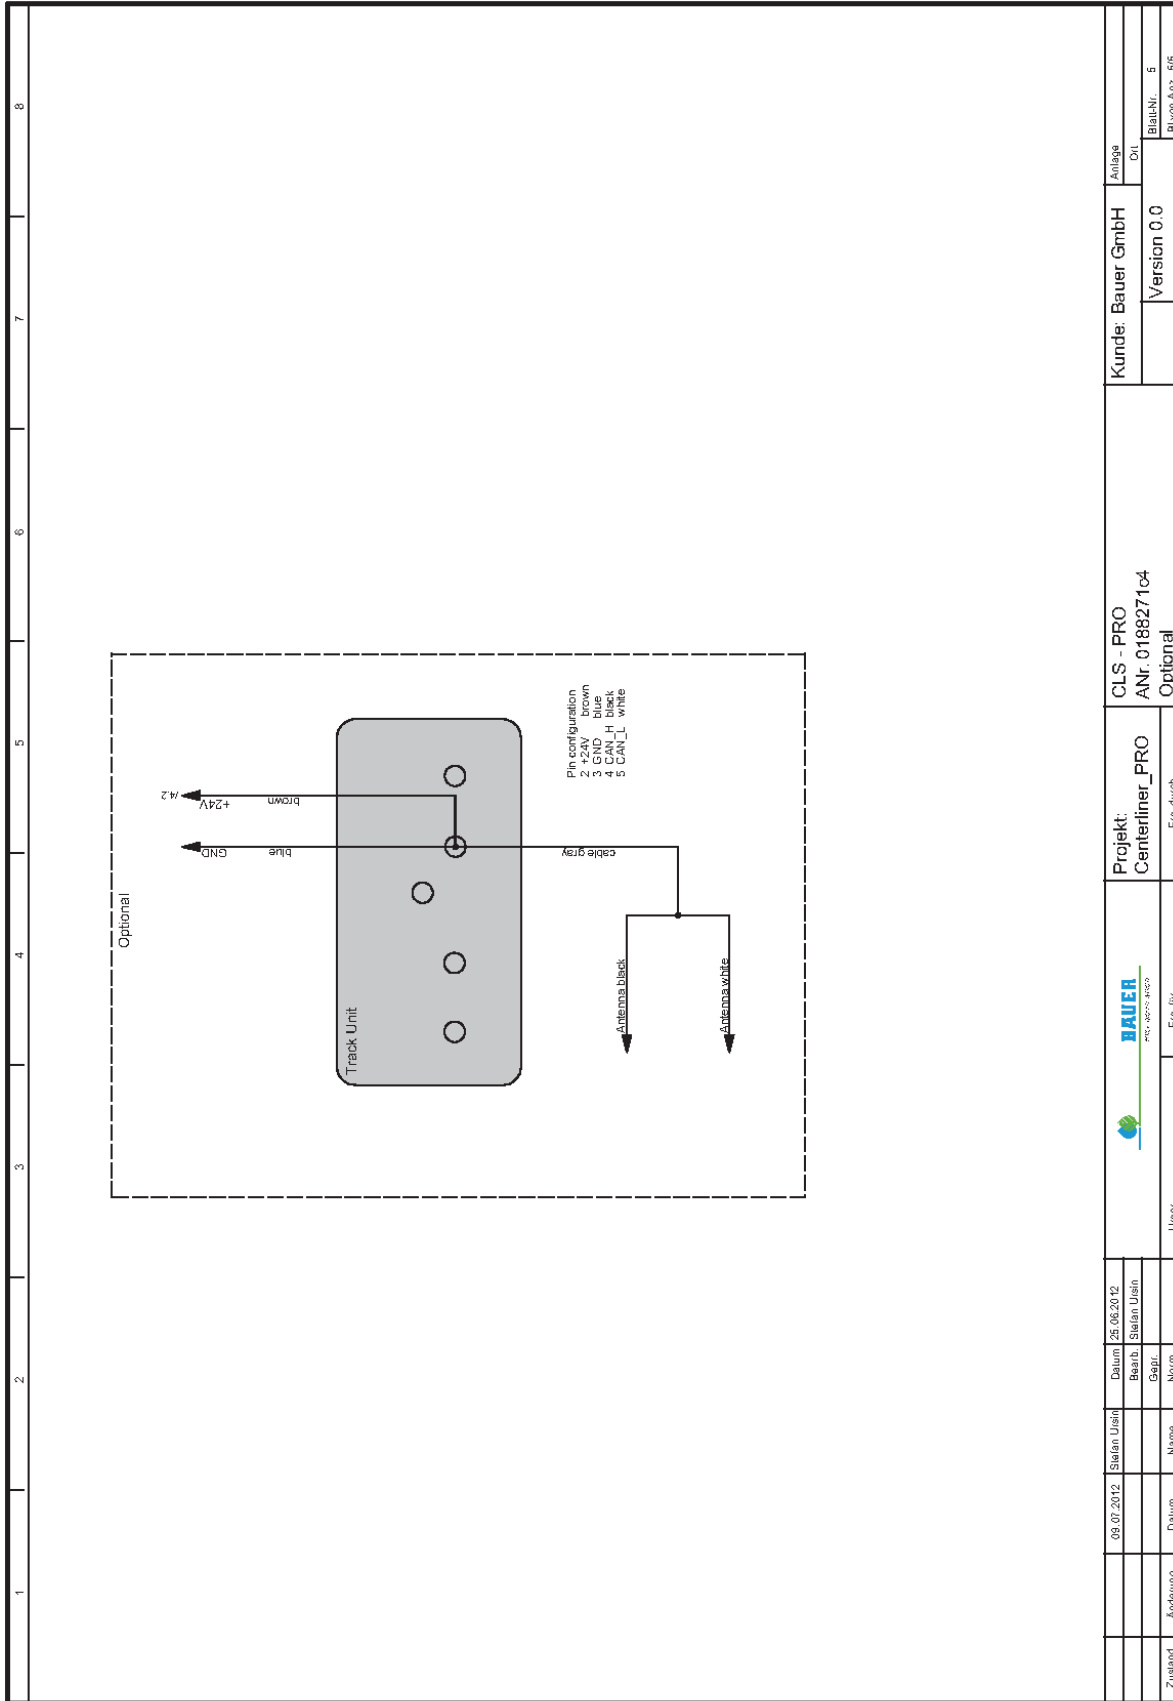 1
2
3
4
5
6
7
8
Optional
Track Unit
GND
blue
+24V
brown
/4.2
cable gray
Antenna black
Antenna white
Pin configuration
2 +24V brown
3 GND blue
4 CAN_H black
5 CAN_L white
09.07.2012
Stefan Ursin
Datum
25.06.2012
Bearb.
Stefan Ursin
Gepr.
Zustand
Änderung
Datum
Name
Norm
BAUER
Projekt:
Centerliner_PRO
CLS - PRO
ANr. 0188271c4
Optional
Kunde: Bauer GmbH
Version 0.0
Anlage
Ort
Blatt-Nr. 5